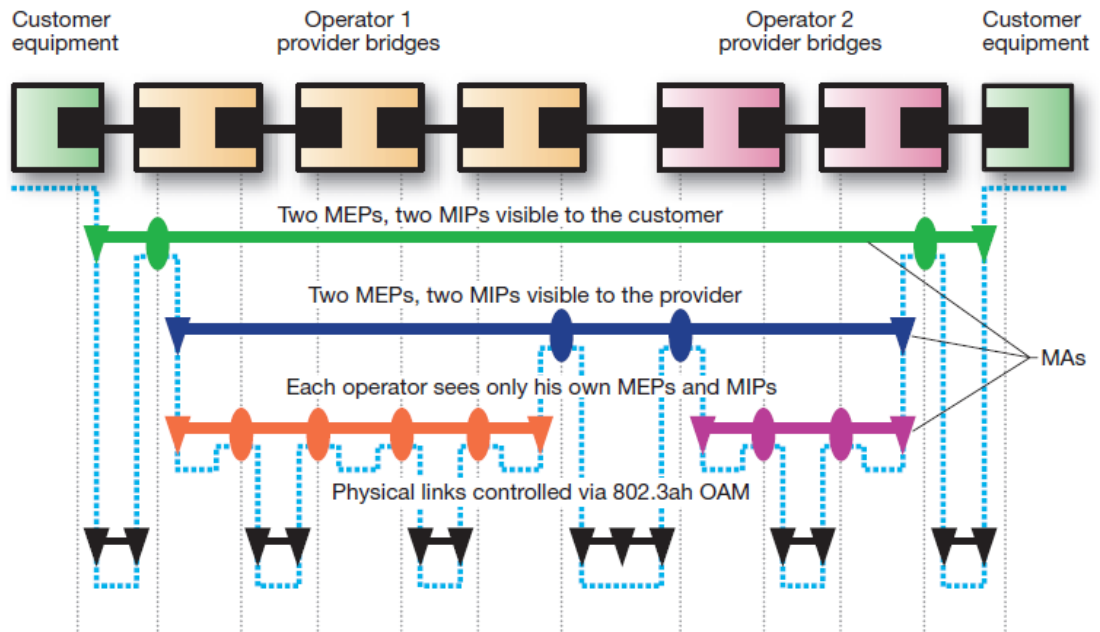 Customer
equipment
Operator 1
provider bridges
Operator 2
provider bridges
Customer
equipment
Two MEPs, two MIPs visible to the customer
Two MEPs, two MIPs visible to the provider
MAs
Each operator sees only his own MEPs and MIPs
Physical links controlled via 802.3ah OAM